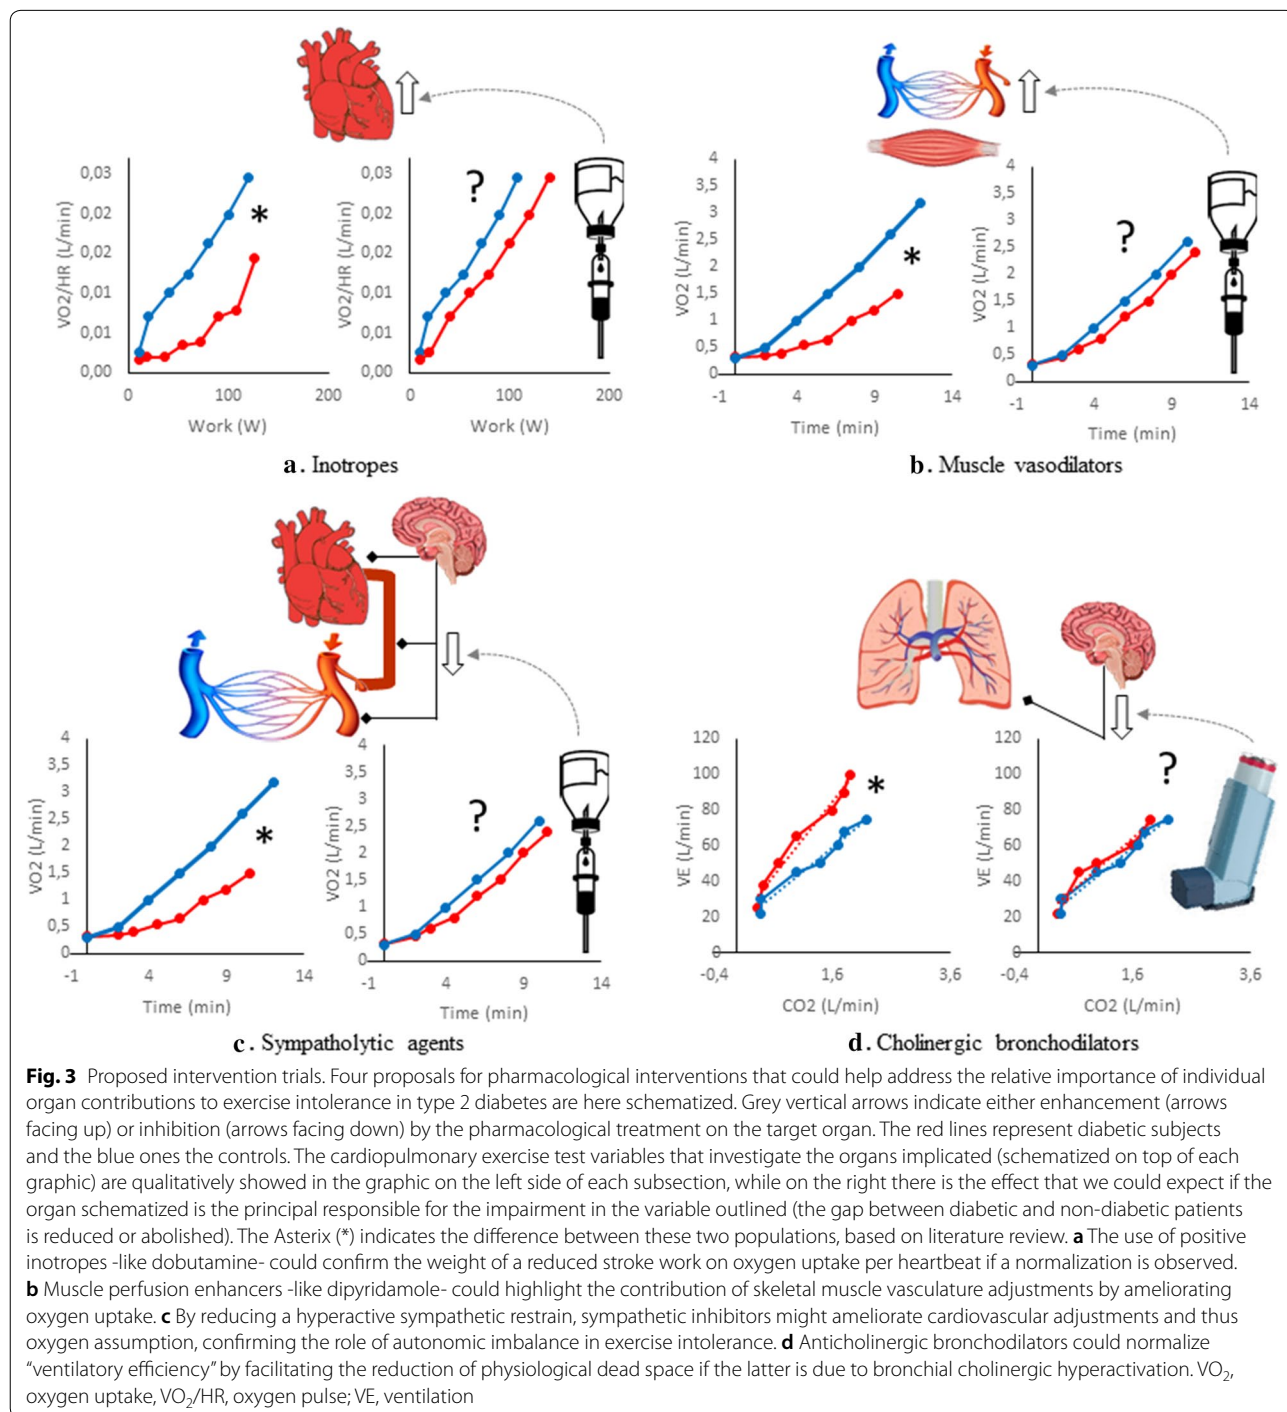 0,03
0,02
0,02
0,01
0,01
0,00
VO2/HR (L/min)
*
0
100
200
Work (W)
0,03
0,02
0,02
0,01
0,01
0,00
VO2/HR (L/min)
?
0
100
200
Work (W)
a. Inotropes
4
3,5
3
2,5
2
1,5
1
0,5
0
VO2 (L/min)
*
-1
4
9
14
Time (min)
4
3,5
3
2,5
2
1,5
1
0,5
0
VO2 (L/min)
?
-1
4
9
14
Time (min)
b. Muscle vasodilators
4
3,5
3
2,5
2
1,5
1
0,5
0
VO2 (L/min)
*
-1
4
9
14
Time (min)
4
3,5
3
2,5
2
1,5
1
0,5
0
VO2 (L/min)
?
-1
4
9
14
Time (min)
c. Sympatholytic agents
120
100
80
60
40
20
0
VE (L/min)
*
-0,4
1,6
3,6
CO2 (L/min)
120
100
80
60
40
20
0
VE (L/min)
?
-0,4
1,6
3,6
CO2 (L/min)
d. Cholinergic bronchodilators
Fig. 3 Proposed intervention trials. Four proposals for pharmacological interventions that could help address the relative importance of individual
organ contributions to exercise intolerance in type 2 diabetes are here schematized. Grey vertical arrows indicate either enhancement (arrows
facing up) or inhibition (arrows facing down) by the pharmacological treatment on the target organ. The red lines represent diabetic subjects
and the blue ones the controls. The cardiopulmonary exercise test variables that investigate the organs implicated (schematized on top of each
graphic) are qualitatively showed in the graphic on the left side of each subsection, while on the right there is the effect that we could expect if the
organ schematized is the principal responsible for the impairment in the variable outlined (the gap between diabetic and non-diabetic patients
is reduced or abolished). The Asterix (*) indicates the difference between these two populations, based on literature review. a The use of positive
inotropes -like dobutamine- could confirm the weight of a reduced stroke work on oxygen uptake per heartbeat if a normalization is observed.
b Muscle perfusion enhancers -like dipyridamole- could highlight the contribution of skeletal muscle vasculature adjustments by ameliorating
oxygen uptake. c By reducing a hyperactive sympathetic restrain, sympathetic inhibitors might ameliorate cardiovascular adjustments and thus
oxygen assumption, confirming the role of autonomic imbalance in exercise intolerance. d Anticholinergic bronchodilators could normalize
“ventilatory efficiency” by facilitating the reduction of physiological dead space if the latter is due to bronchial cholinergic hyperactivation. VO₂,
oxygen uptake, VO₂/HR, oxygen pulse; VE, ventilation